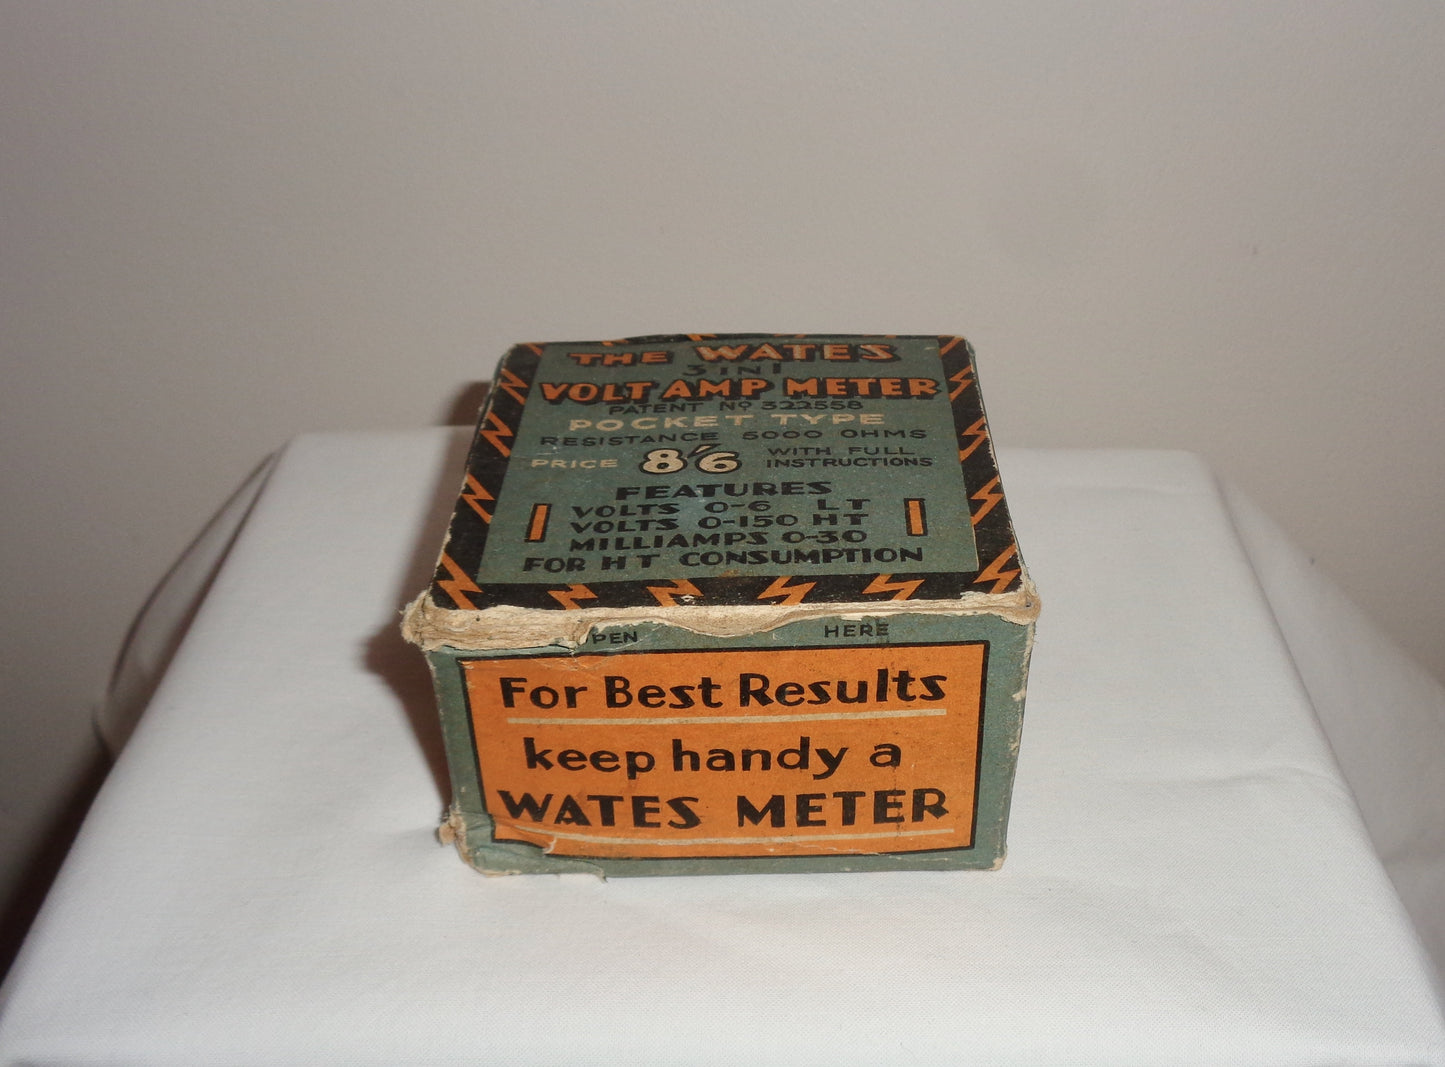 THE WATES
3 IN 1
VOLT AMP METER
PATENT No 322558
POCKET TYPE
RESISTANCE 5000 OHMS
PRICE 8'6 WITH FULL INSTRUCTIONS
FEATURES
VOLTS 0-6 LT
VOLTS 0-150 HT
MILLIAMPS 0-30
FOR HT CONSUMPTION
PEN HERE
For Best Results
keep handy a
WATES METER